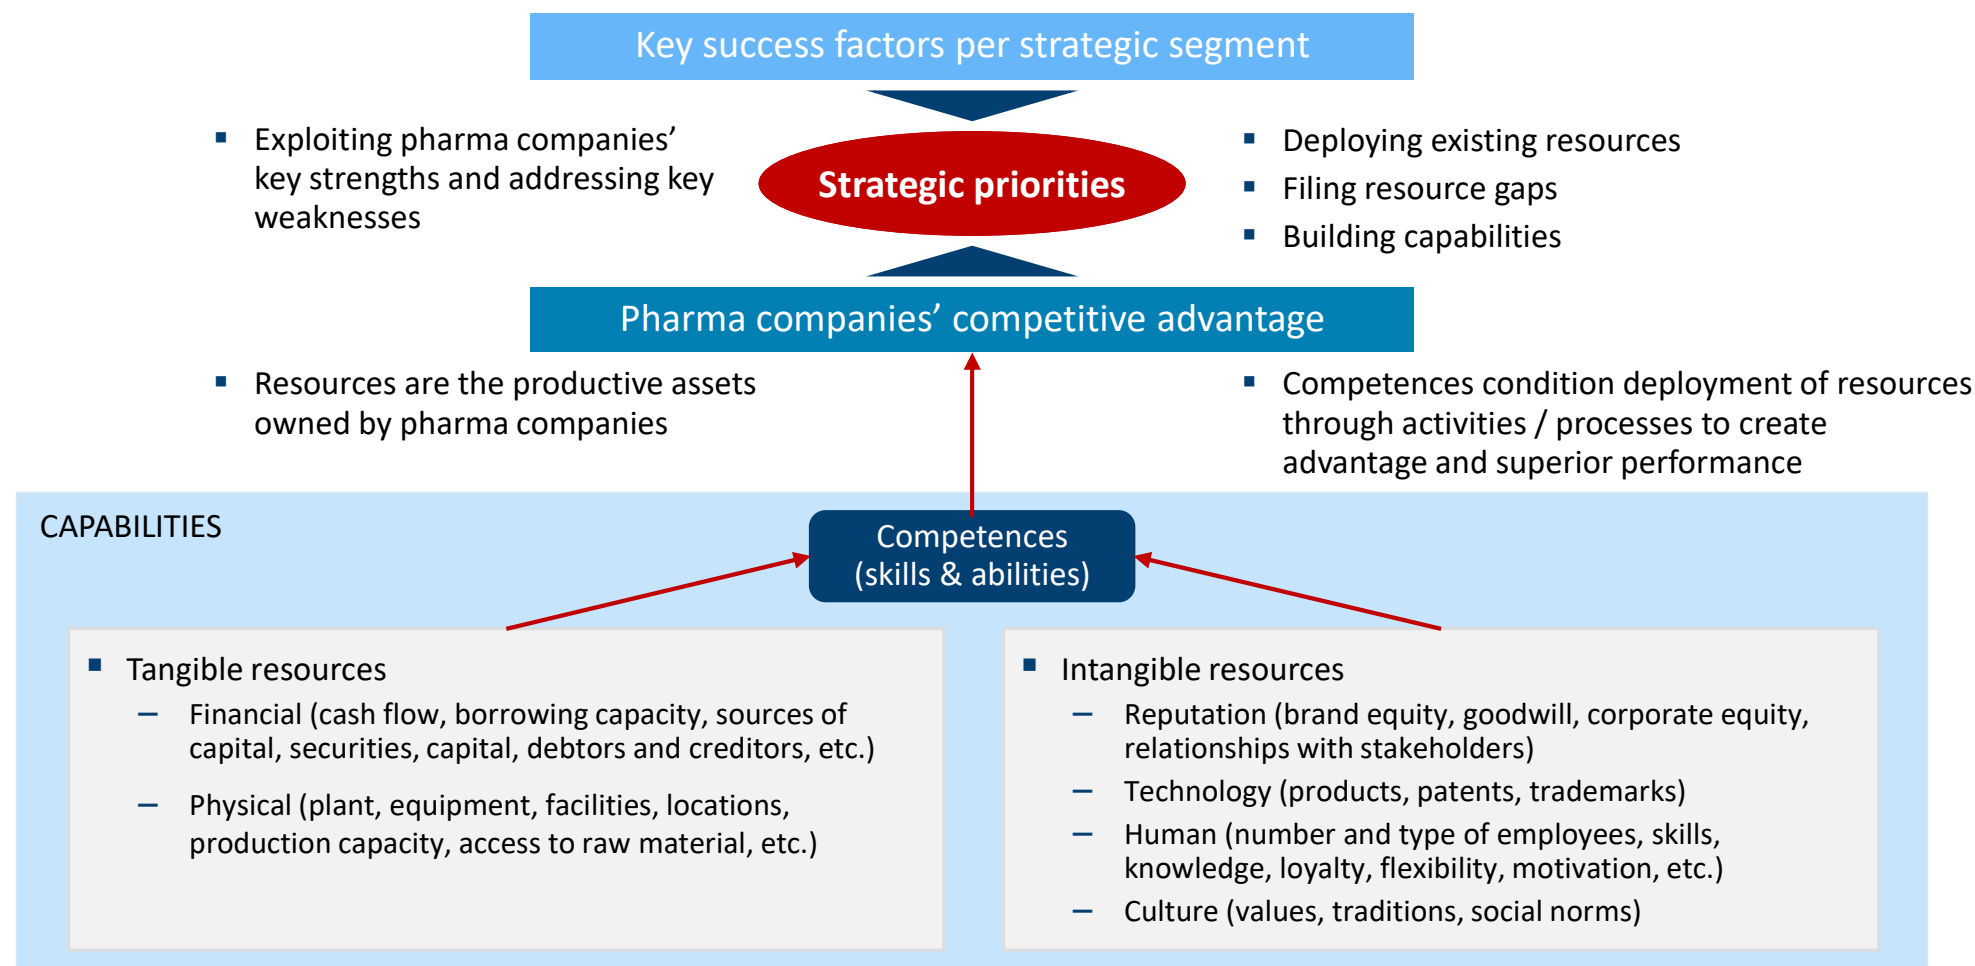 Key success factors per strategic segment
▪ Exploiting pharma companies’
key strengths and addressing key
weaknesses
Strategic priorities
▪ Deploying existing resources
▪ Filing resource gaps
▪ Building capabilities
Pharma companies’ competitive advantage
▪ Resources are the productive assets
owned by pharma companies
▪ Competences condition deployment of resources
through activities / processes to create
advantage and superior performance
CAPABILITIES
Competences
(skills & abilities)
▪ Tangible resources
– Financial (cash flow, borrowing capacity, sources of
capital, securities, capital, debtors and creditors, etc.)
– Physical (plant, equipment, facilities, locations,
production capacity, access to raw material, etc.)
▪ Intangible resources
– Reputation (brand equity, goodwill, corporate equity,
relationships with stakeholders)
– Technology (products, patents, trademarks)
– Human (number and type of employees, skills,
knowledge, loyalty, flexibility, motivation, etc.)
– Culture (values, traditions, social norms)